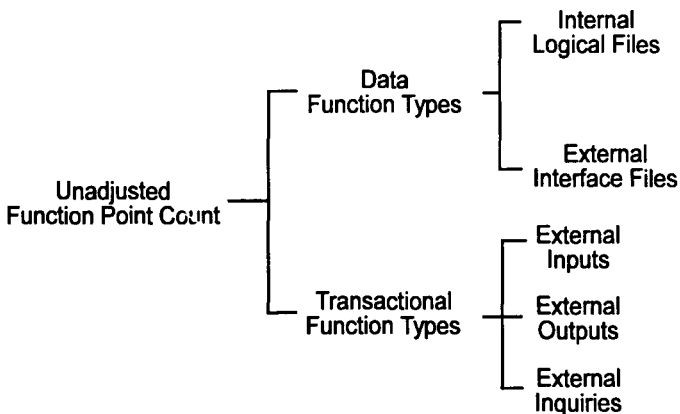 Unadjusted
Function Point Count
Data
Function Types
Internal
Logical Files
External
Interface Files
Transactional
Function Types
External
Inputs
External
Outputs
External
Inquiries